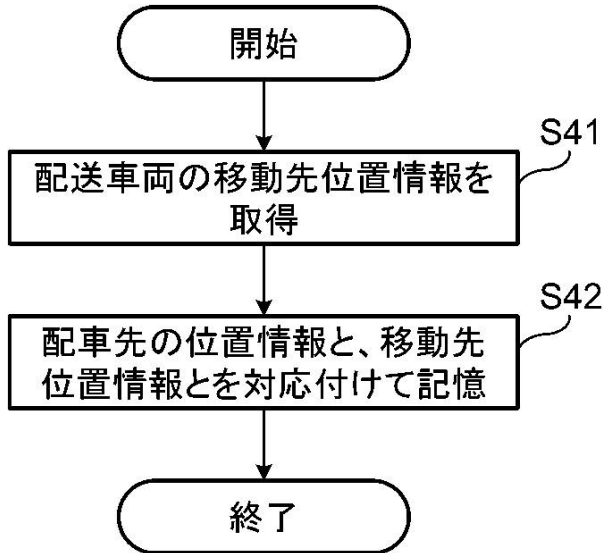 開始
S41
配送車両の移動先位置情報を
取得
S42
配車先の位置情報と、移動先
位置情報とを対応付けて記憶
終了